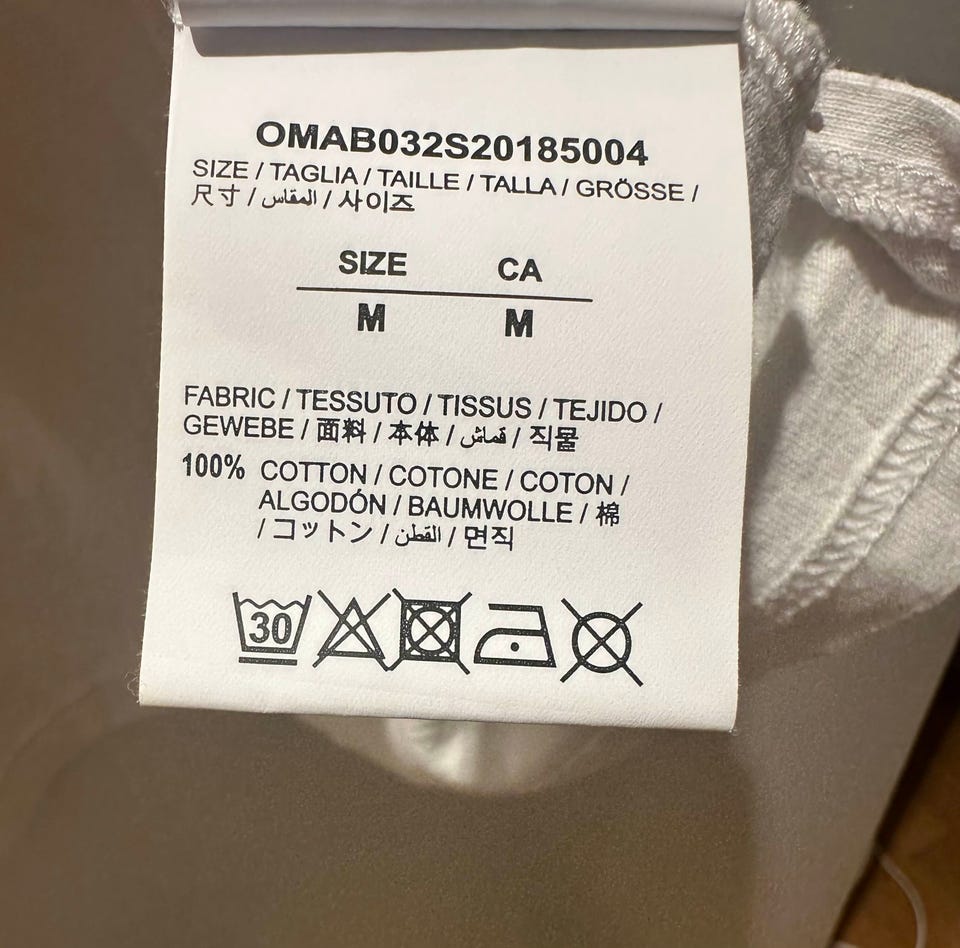 OMAB032S20185004
SIZE / TAGLIA / TAILLE / TALLA / GRÖSSE /
尺寸 / المقاس / 사이즈
SIZE CA
M M
FABRIC / TESSUTO / TISSUS / TEJIDO /
GEWEBE / 面料 / 本体 / قماش / 직물
100% COTTON / COTONE / COTON /
ALGODÓN / BAUMWOLLE / 棉
/ コットン / القطن / 면직
30